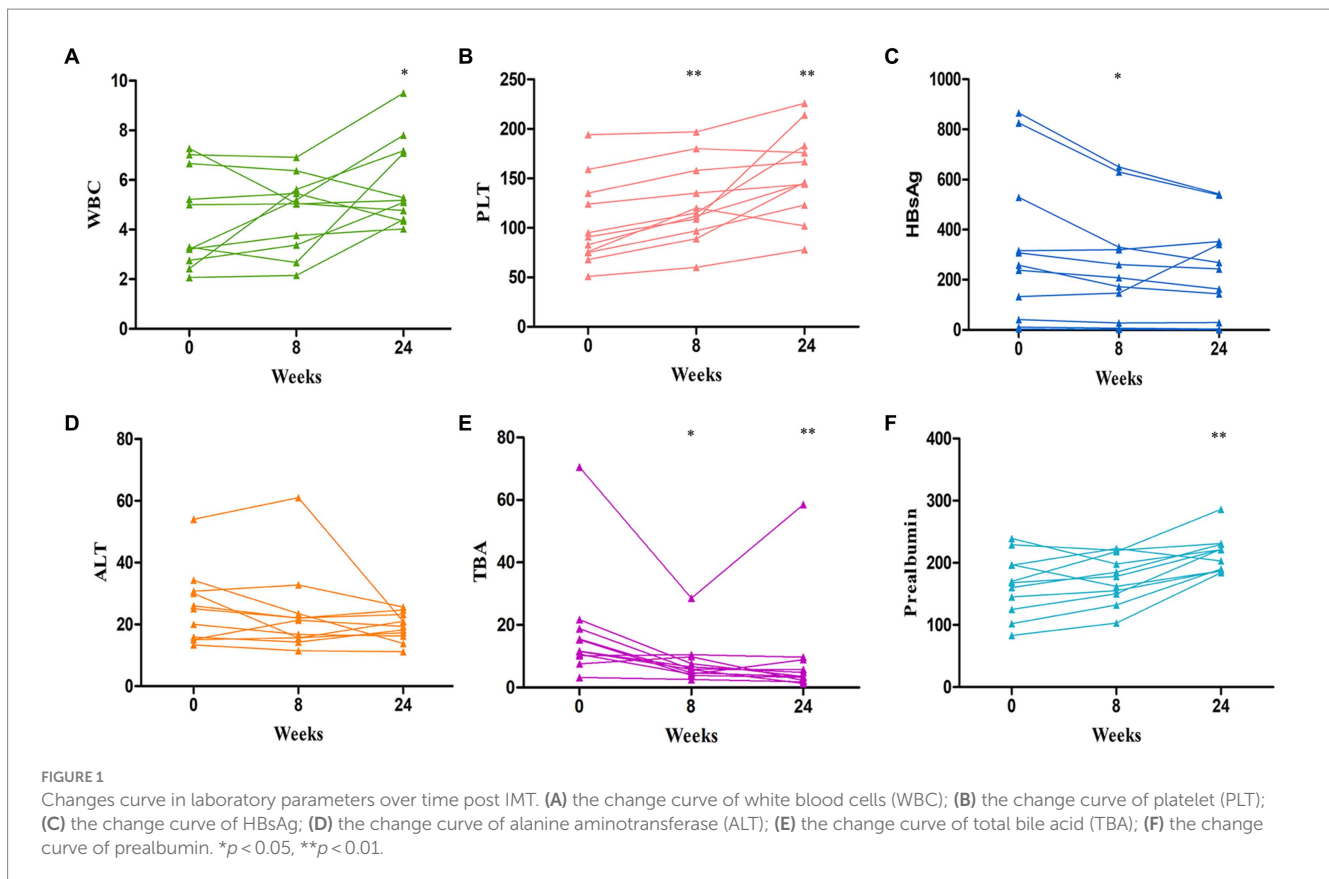 A
WBC
*
10
8
6
4
2
0
0 8 24
Weeks
B
PLT
** **
250
200
150
100
50
0
0 8 24
Weeks
C
HBsAg
*
1000
800
600
400
200
0
0 8 24
Weeks
D
ALT
80
60
40
20
0
0 8 24
Weeks
E
TBA
* **
80
60
40
20
0
0 8 24
Weeks
F
Prealbumin
**
400
300
200
100
0
0 8 24
Weeks
FIGURE 1
Changes curve in laboratory parameters over time post IMT. (A) the change curve of white blood cells (WBC); (B) the change curve of platelet (PLT);
(C) the change curve of HBsAg; (D) the change curve of alanine aminotransferase (ALT); (E) the change curve of total bile acid (TBA); (F) the change
curve of prealbumin. *p < 0.05, **p < 0.01.